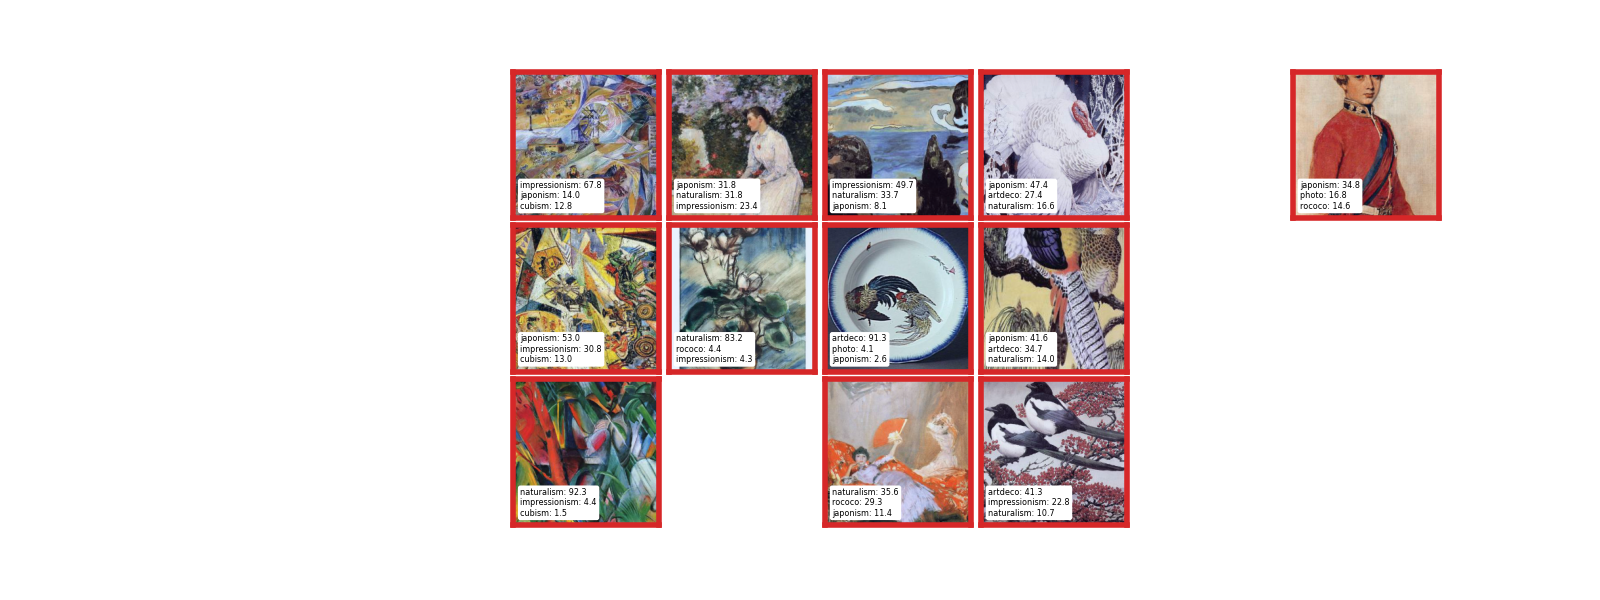 impressionism: 67.8
japonism: 14.0
cubism: 12.8
japonism: 31.8
naturalism: 31.8
impressionism: 23.4
impressionism: 49.7
naturalism: 33.7
japonism: 8.1
japonism: 47.4
artdeco: 27.4
naturalism: 16.6
japonism: 34.8
photo: 16.8
rococo: 14.6
japonism: 53.0
impressionism: 30.8
cubism: 13.0
naturalism: 83.2
rococo: 4.4
impressionism: 4.3
artdeco: 91.3
photo: 4.1
japonism: 2.6
japonism: 41.6
artdeco: 34.7
naturalism: 14.0
naturalism: 92.3
impressionism: 4.4
cubism: 1.5
naturalism: 35.6
rococo: 29.3
japonism: 11.4
artdeco: 41.3
impressionism: 22.8
naturalism: 10.7